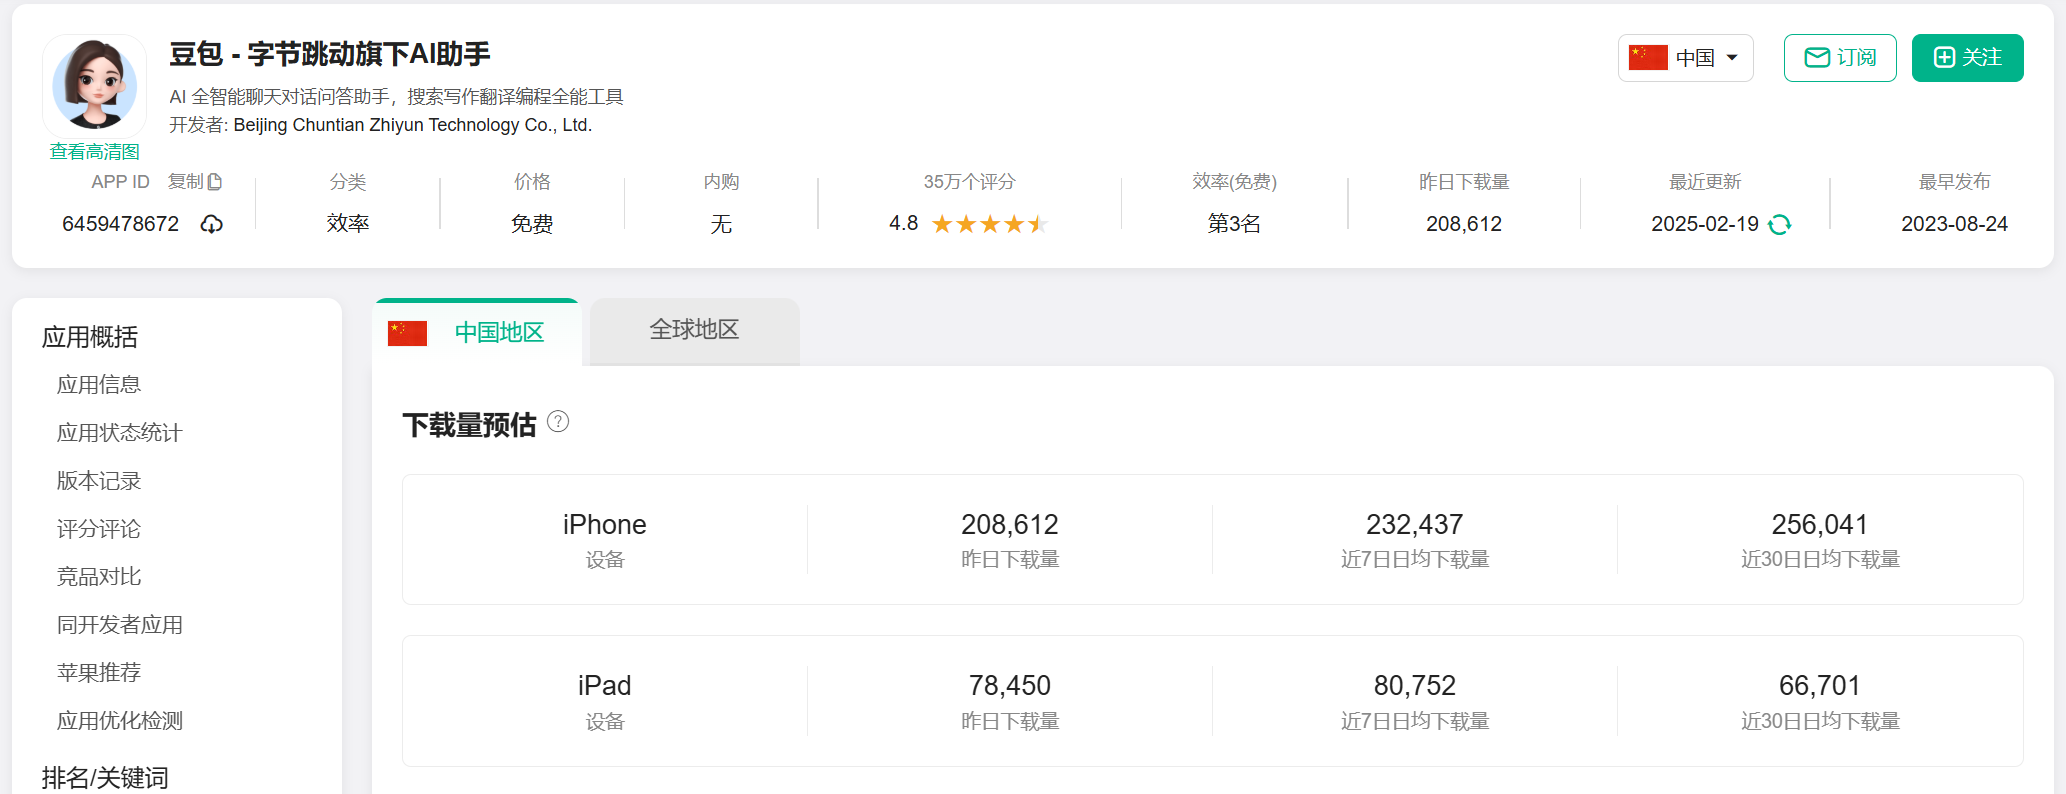 豆包 - 字节跳动旗下AI助手
AI 全智能聊天对话问答助手，搜索写作翻译编程全能工具
开发者: Beijing Chuntian Zhiyun Technology Co., Ltd.
查看高清图
中国
订阅
关注
APP ID 复制
6459478672
分类
效率
价格
免费
内购
无
35万个评分
4.8
效率(免费)
第3名
昨日下载量
208,612
最近更新
2025-02-19
最早发布
2023-08-24
应用概括
应用信息
应用状态统计
版本记录
评分评论
竞品对比
同开发者应用
苹果推荐
应用优化检测
排名/关键词
中国地区
全球地区
下载量预估 ?
iPhone
设备
208,612
昨日下载量
232,437
近7日日均下载量
256,041
近30日日均下载量
iPad
设备
78,450
昨日下载量
80,752
近7日日均下载量
66,701
近30日日均下载量